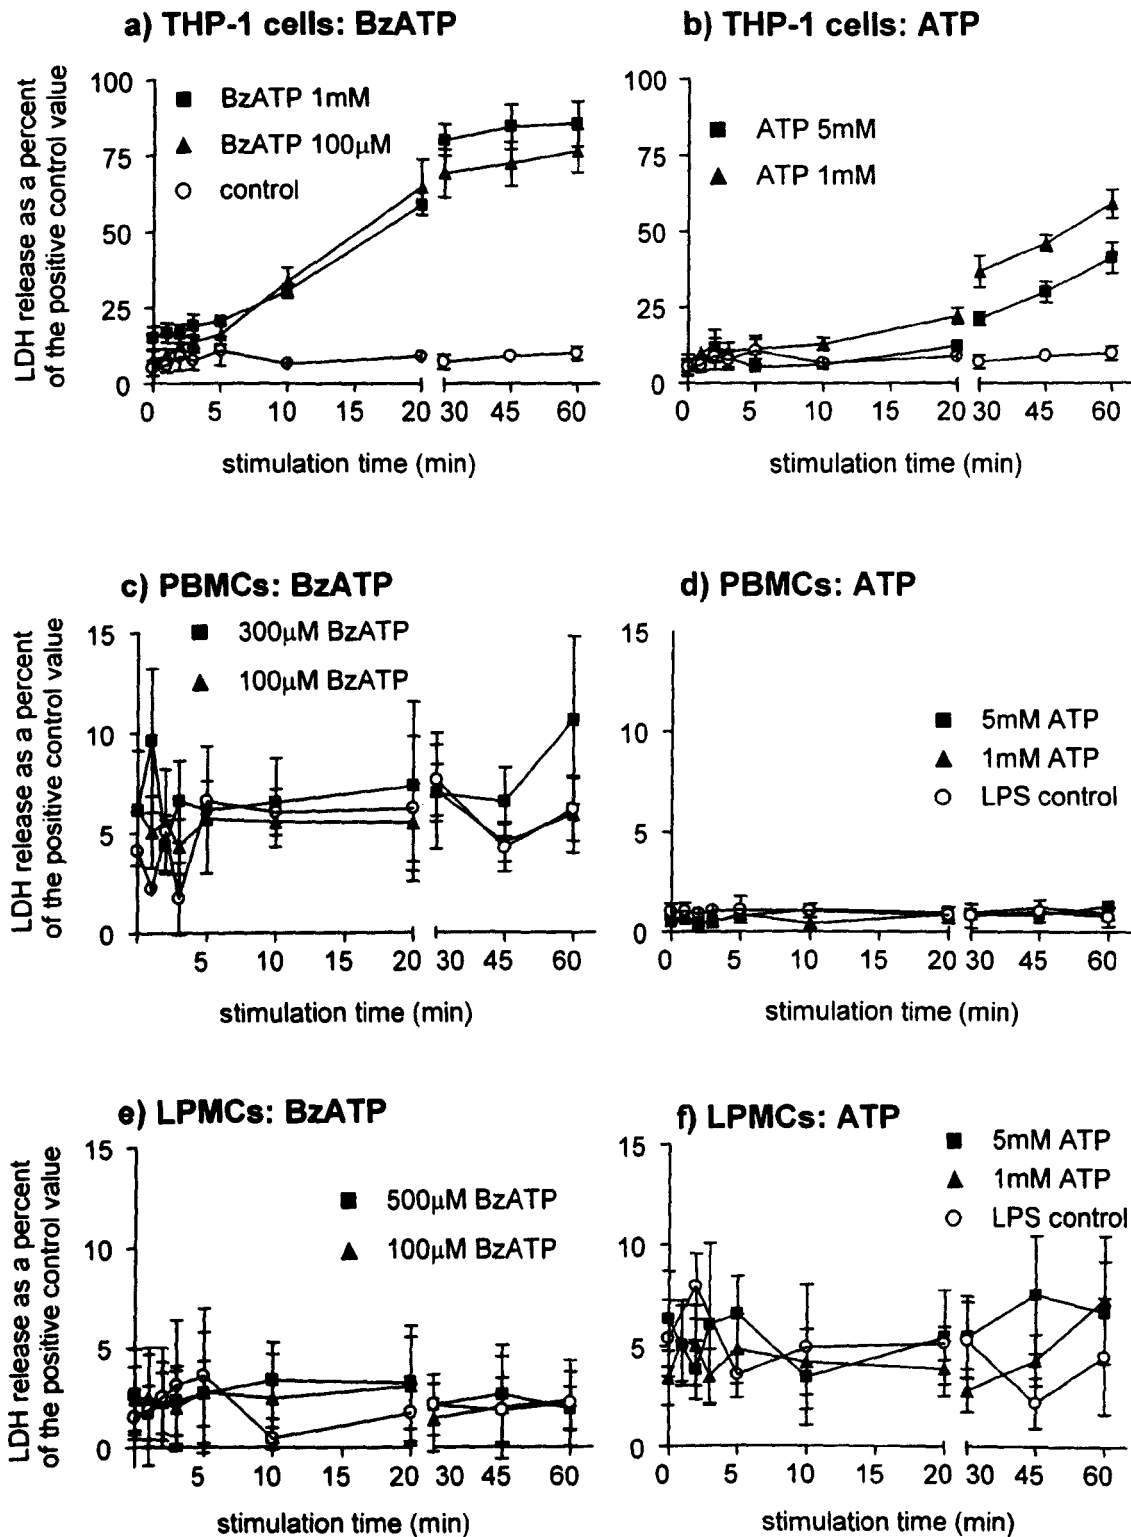 a) THP-1 cells: BzATP
LDH release as a percent
of the positive control value
100
75
50
25
0
BzATP 1mM
BzATP 100µM
control
0 5 10 15 20 30 45 60
stimulation time (min)
b) THP-1 cells: ATP
100
75
50
25
0
ATP 5mM
ATP 1mM
0 5 10 15 20 30 45 60
stimulation time (min)
c) PBMCs: BzATP
LDH release as a percent
of the positive control value
15
10
5
0
300µM BzATP
100µM BzATP
5 10 15 20 30 45 60
stimulation time (min)
d) PBMCs: ATP
15
10
5
0
5mM ATP
1mM ATP
LPS control
0 5 10 15 20 30 45 60
stimulation time (min)
e) LPMCs: BzATP
LDH release as a percent
of the positive control value
15
10
5
0
500µM BzATP
100µM BzATP
5 10 15 20 30 45 60
stimulation time (min)
f) LPMCs: ATP
15
10
5
0
5mM ATP
1mM ATP
LPS control
0 5 10 15 20 30 45 60
stimulation time (min)